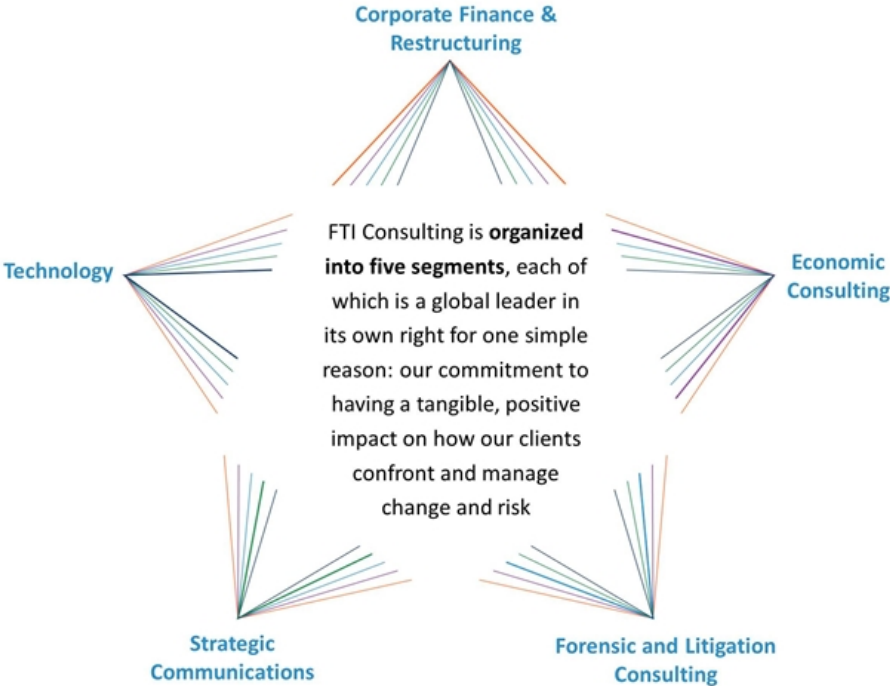 Corporate Finance &
Restructuring
FTI Consulting is organized
into five segments, each of
which is a global leader in
its own right for one simple
reason: our commitment to
having a tangible, positive
impact on how our clients
confront and manage
change and risk
Technology
Economic
Consulting
Strategic
Communications
Forensic and Litigation
Consulting